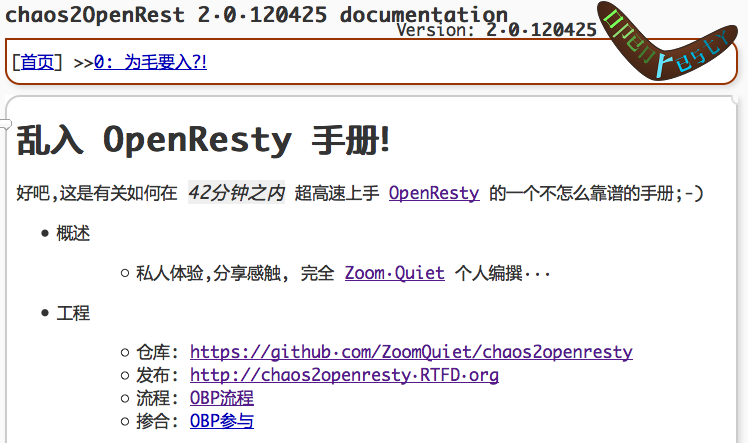 chaos2OpenRest 2.0.120425 documentation
Version: 2.0.120425
openresty
[首页] >>0: 为毛要入?!
乱入 OpenResty 手册!
好吧,这是有关如何在 42分钟之内 超高速上手 OpenResty 的一个不怎么靠谱的手册;-)
概述
私人体验,分享感触, 完全 Zoom.Quiet 个人编撰...
工程
仓库: https://github.com/ZoomQuiet/chaos2openresty
发布: http://chaos2openresty.RTFD.org
流程: OBP流程
掺合: OBP参与